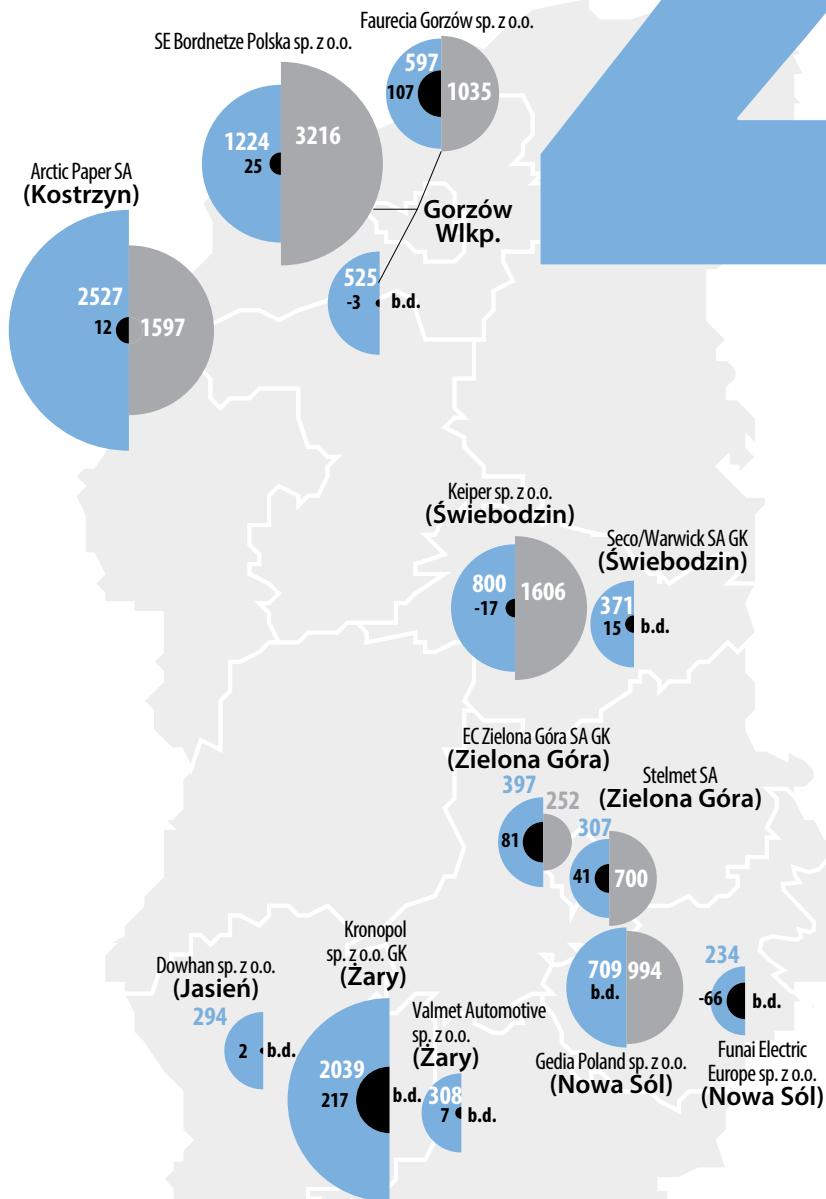 Faurecia Gorzów sp. z o.o.
597
107
1035
SE Bordnetze Polska sp. z o.o.
1224
25
3216
Arctic Paper SA
(Kostrzyn)
2527
12
1597
Gorzów
Wlkp.
525
-3
b.d.
Keiper sp. z o.o.
(Świebodzin)
800
-17
1606
Seco/Warwick SA GK
(Świebodzin)
371
15
b.d.
EC Zielona Góra SA GK
(Zielona Góra)
397
252
81
Stelmet SA
(Zielona Góra)
307
41
700
Kronopol
sp. z o.o. GK
(Żary)
2039
217
b.d.
Dowhan sp. z o.o.
(Jasień)
294
2
b.d.
Valmet Automotive
sp. z o.o.
(Żary)
308
7
b.d.
709
994
b.d.
Gedia Poland sp. z o.o.
(Nowa Sól)
234
-66
b.d.
Funai Electric
Europe sp. z o.o.
(Nowa Sól)